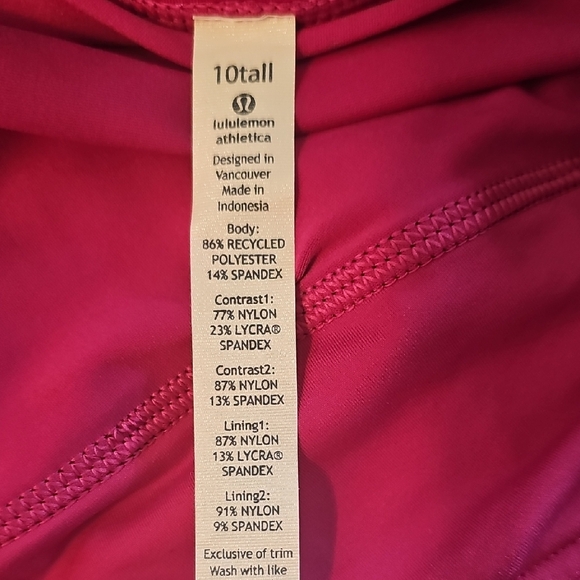 10tall
lululemon
athletica
Designed in
Vancouver
Made in
Indonesia
Body:
86% RECYCLED
POLYESTER
14% SPANDEX
Contrast1:
77% NYLON
23% LYCRA®
SPANDEX
Contrast2:
87% NYLON
13% SPANDEX
Lining1:
87% NYLON
13% LYCRA®
SPANDEX
Lining2:
91% NYLON
9% SPANDEX
Exclusive of trim
Wash with like